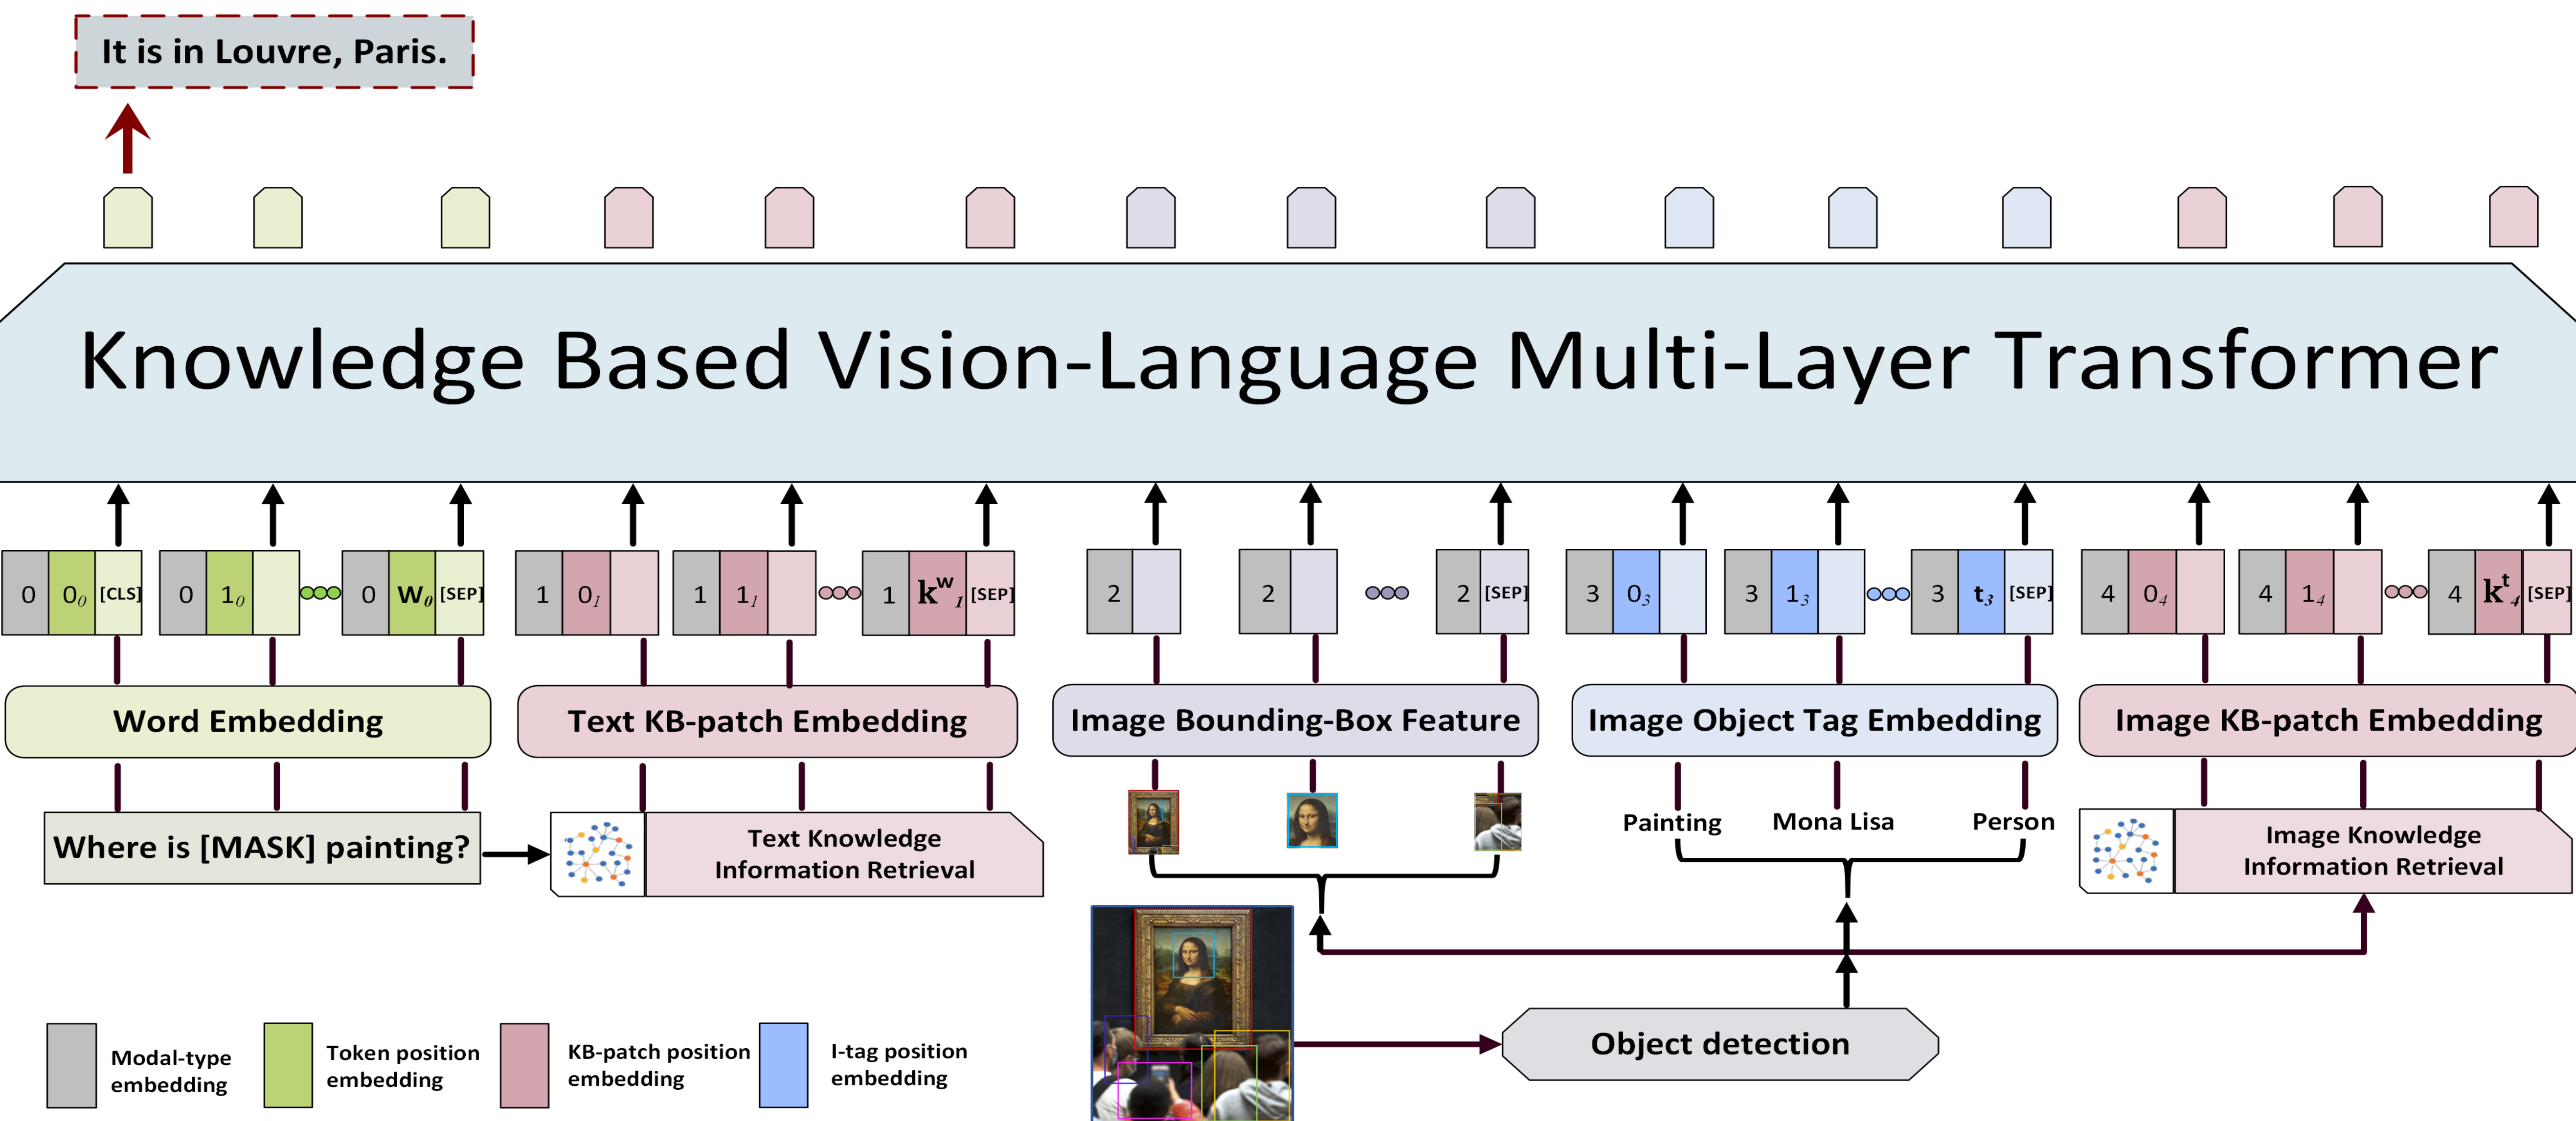 It is in Louvre, Paris.
Knowledge Based Vision-Language Multi-Layer Transformer
0 0₀ [CLS] 0 1₀ 0 W₀ [SEP] 1 0₁ 1 1₁ 1 kʷ₁ [SEP] 2 2 2 [SEP] 3 0₃ 3 1₃ 3 t₃ [SEP] 4 0₄ 4 1₄ 4 kᵗ₄ [SEP]
Word Embedding
Text KB-patch Embedding
Image Bounding-Box Feature
Image Object Tag Embedding
Image KB-patch Embedding
Where is [MASK] painting?
Text Knowledge
Information Retrieval
Painting
Mona Lisa
Person
Image Knowledge
Information Retrieval
Object detection
Modal-type
embedding
Token position
embedding
KB-patch position
embedding
I-tag position
embedding